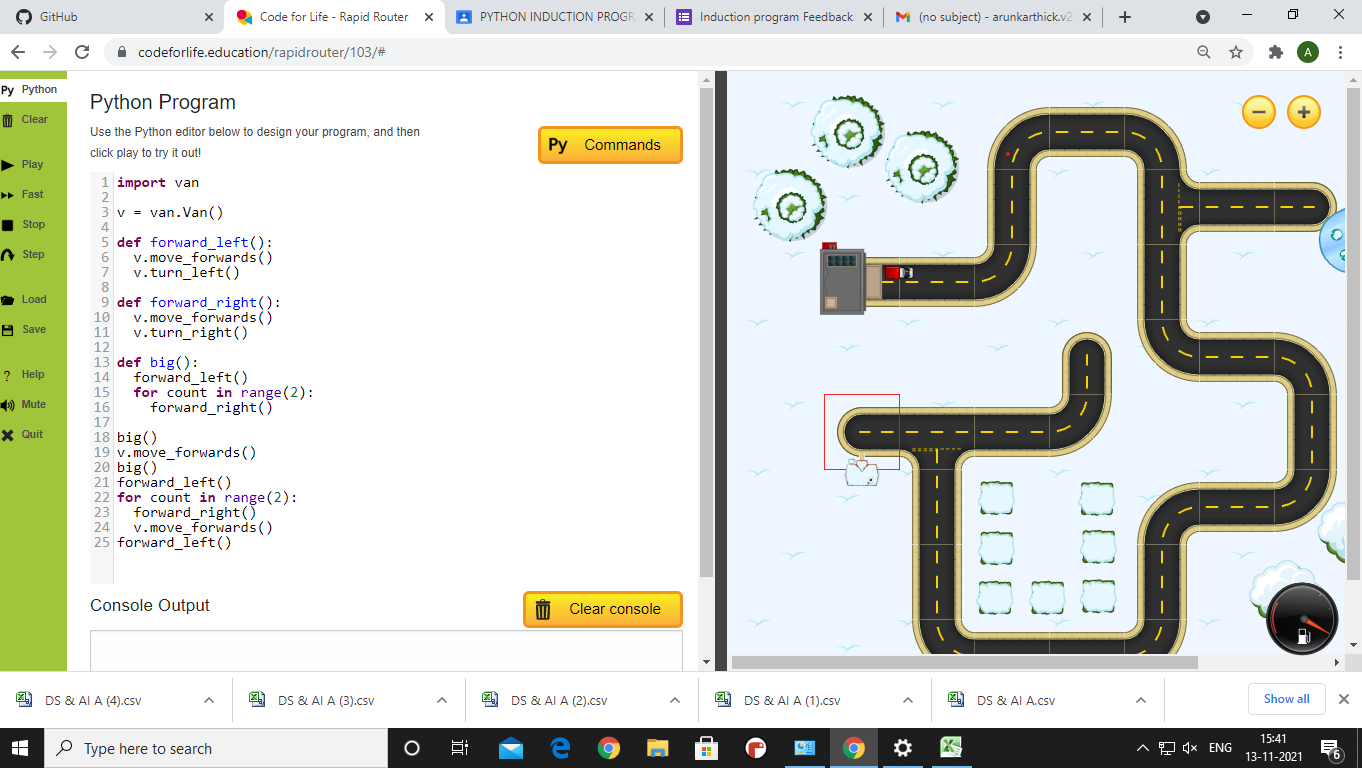 GitHub
Code for Life - Rapid Router
PYTHON INDUCTION PROGR
Induction program Feedback
(no subject) - arunkarthick.v2
codeforlife.education/rapidrouter/103/#
A
Py Python
Clear
Play
Fast
Stop
Step
Load
Save
? Help
Mute
Quit
Python Program
Use the Python editor below to design your program, and then
click play to try it out!
Py Commands
1 import van
2
3 v = van.Van()
4
5 def forward_left():
6   v.move_forwards()
7   v.turn_left()
8
9 def forward_right():
10   v.move_forwards()
11   v.turn_right()
12
13 def big():
14   forward_left()
15   for count in range(2):
16     forward_right()
17
18 big()
19 v.move_forwards()
20 big()
21 forward_left()
22 for count in range(2):
23   forward_right()
24   v.move_forwards()
25 forward_left()
Console Output
Clear console
DS & AI A (4).csv
DS & AI A (3).csv
DS & AI A (2).csv
DS & AI A (1).csv
DS & AI A.csv
Show all
Type here to search
ENG
15:41
13-11-2021
6